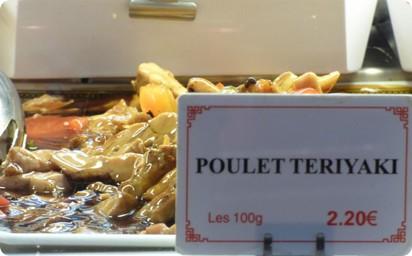 POULET TERIYAKI
Les 100g 2.20€